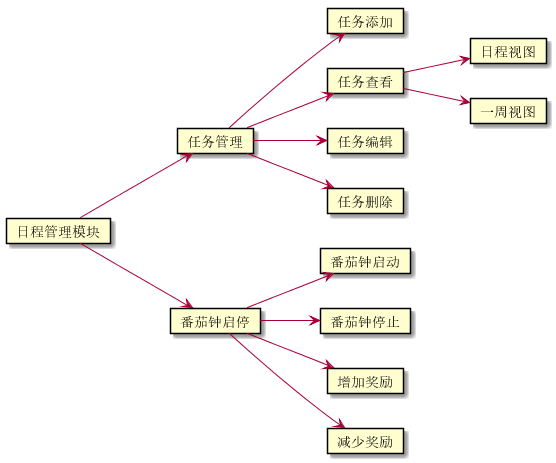 任务添加
日程视图
任务查看
一周视图
任务管理
任务编辑
任务删除
日程管理模块
番茄钟启动
番茄钟启停
番茄钟停止
增加奖励
减少奖励